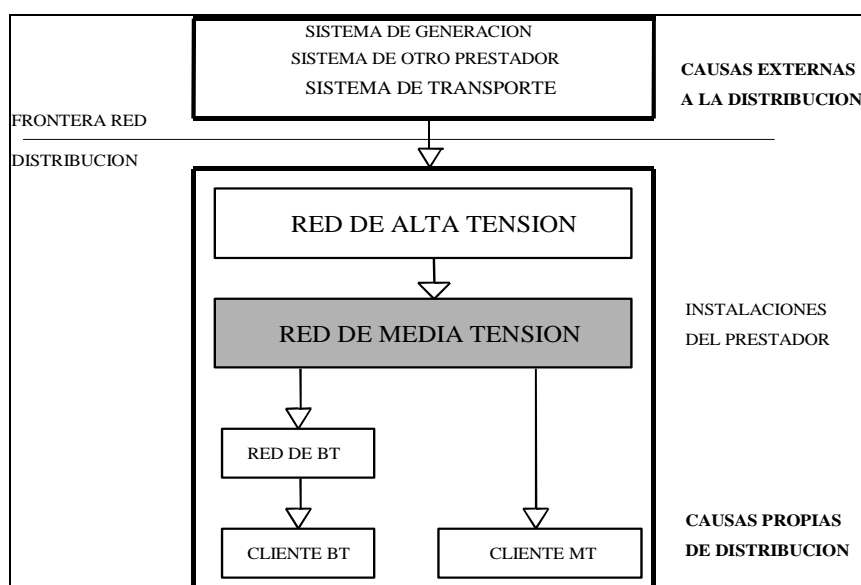 SISTEMA DE GENERACION
SISTEMA DE OTRO PRESTADOR
SISTEMA DE TRANSPORTE
CAUSAS EXTERNAS
A LA DISTRIBUCION
FRONTERA RED
DISTRIBUCION
RED DE ALTA TENSION
RED DE MEDIA TENSION
INSTALACIONES
DEL PRESTADOR
RED DE BT
CLIENTE BT
CLIENTE MT
CAUSAS PROPIAS
DE DISTRIBUCION